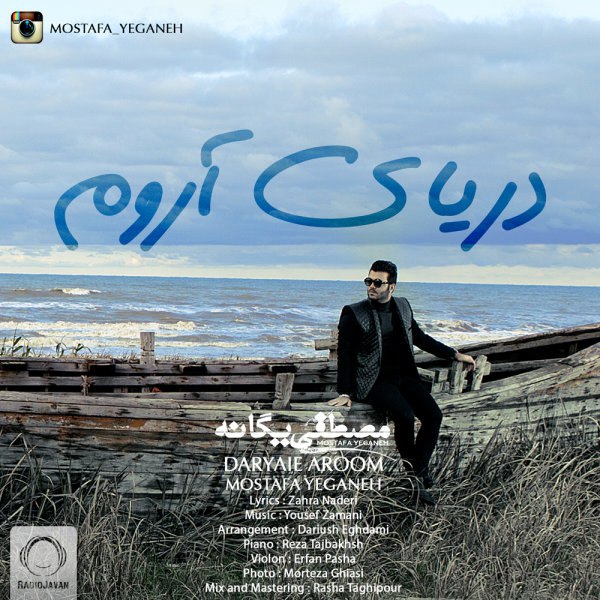 MOSTAFA_YEGANEH
دریای آروم
مصطفی یگانه
MOSTAFA YEGANEH
DARYAIE AROOM
MOSTAFA YEGANEH
Lyrics : Zahra Naderi
Music : Yousef Zamani
Arrangement : Dariush Eghdami
Piano : Reza Tajbakhsh
Violon : Erfan Pasha
Photo : Morteza Ghiasi
Mix and Mastering : Rasha Taghipour
RADIOJAVAN